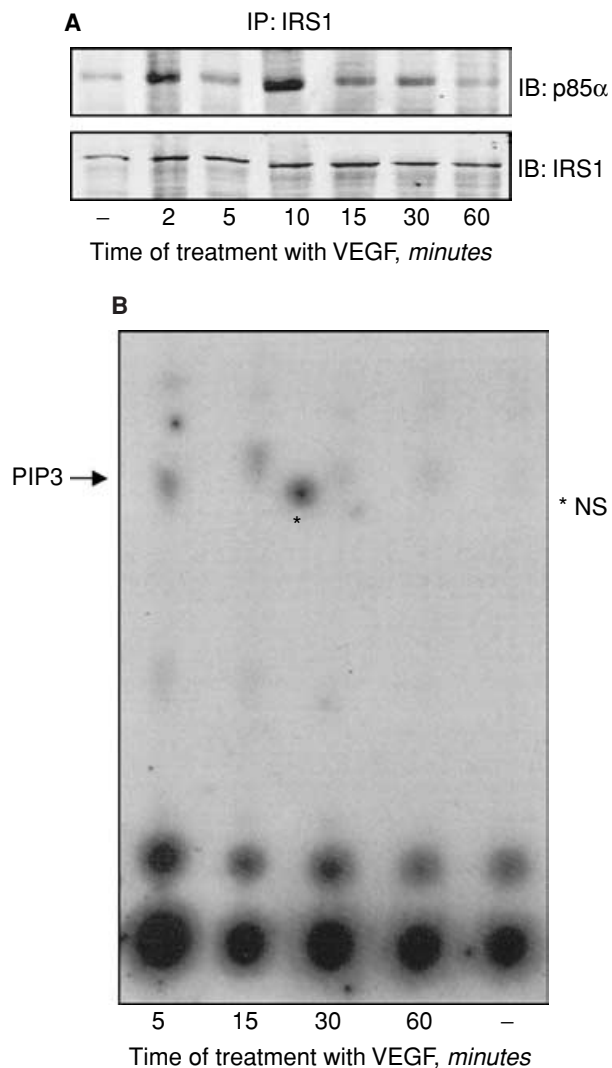 A
IP: IRS1
IB: p85α
IB: IRS1
– 2 5 10 15 30 60
Time of treatment with VEGF, minutes
B
PIP3
*
* NS
5 15 30 60 –
Time of treatment with VEGF, minutes